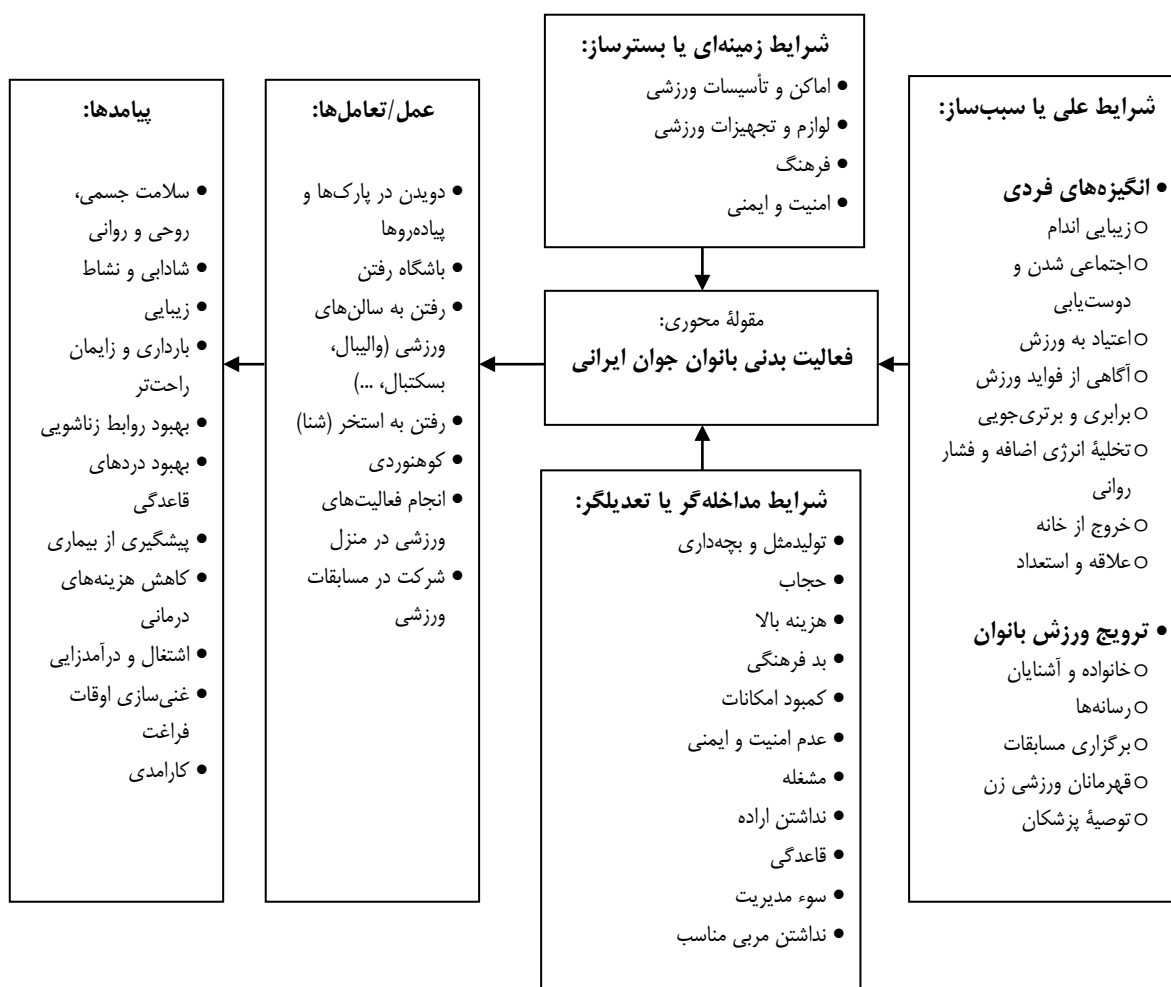 شرایط زمینه‌ای یا بسترساز:
● اماکن و تأسیسات ورزشی
● لوازم و تجهیزات ورزشی
● فرهنگ
● امنیت و ایمنی
شرایط علی یا سبب‌ساز:
● انگیزه‌های فردی
o زیبایی اندام
o اجتماعی شدن و
دوست‌یابی
o اعتیاد به ورزش
o آگاهی از فواید ورزش
o برابری و برتری‌جویی
o تخلیۀ انرژی اضافه و فشار
روانی
o خروج از خانه
o علاقه و استعداد
● ترویج ورزش بانوان
o خانواده و آشنایان
o رسانه‌ها
o برگزاری مسابقات
o قهرمانان ورزشی زن
o توصیۀ پزشکان
مقولۀ محوری:
فعالیت بدنی بانوان جوان ایرانی
شرایط مداخله‌گر یا تعدیلگر:
● تولیدمثل و بچه‌داری
● حجاب
● هزینه بالا
● بد فرهنگی
● کمبود امکانات
● عدم امنیت و ایمنی
● مشغله
● نداشتن اراده
● قاعدگی
● سوء مدیریت
● نداشتن مربی مناسب
عمل/تعامل‌ها:
● دویدن در پارک‌ها و
پیاده‌روها
● باشگاه رفتن
● رفتن به سالن‌های
ورزشی (والیبال،
بسکتبال، ...)
● رفتن به استخر (شنا)
● کوهنوردی
● انجام فعالیت‌های
ورزشی در منزل
● شرکت در مسابقات
ورزشی
پیامدها:
● سلامت جسمی،
روحی و روانی
● شادابی و نشاط
● زیبایی
● بارداری و زایمان
راحت‌تر
● بهبود روابط زناشویی
● بهبود دردهای
قاعدگی
● پیشگیری از بیماری
● کاهش هزینه‌های
درمانی
● اشتغال و درآمدزایی
● غنی‌سازی اوقات
فراغت
● کارامدی